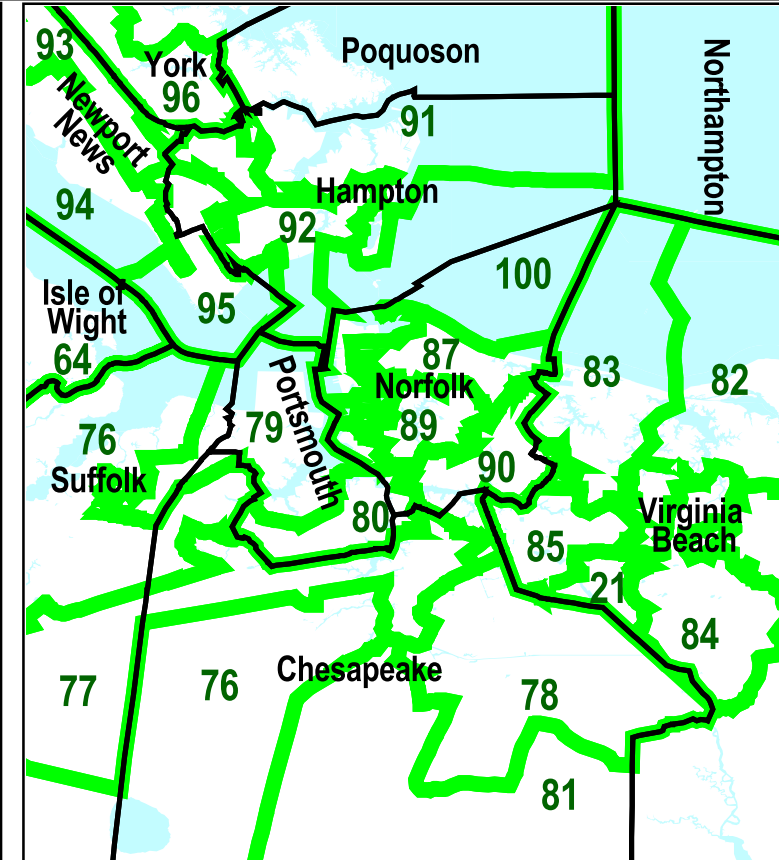 93
York
96
Poquoson
Northampton
Newport
News
91
94
Hampton
92
100
Isle of
Wight
95
64
87
Norfolk
83
82
Portsmouth
79
89
76
Suffolk
90
80
Virginia
Beach
85
21
84
Chesapeake
77
76
78
81